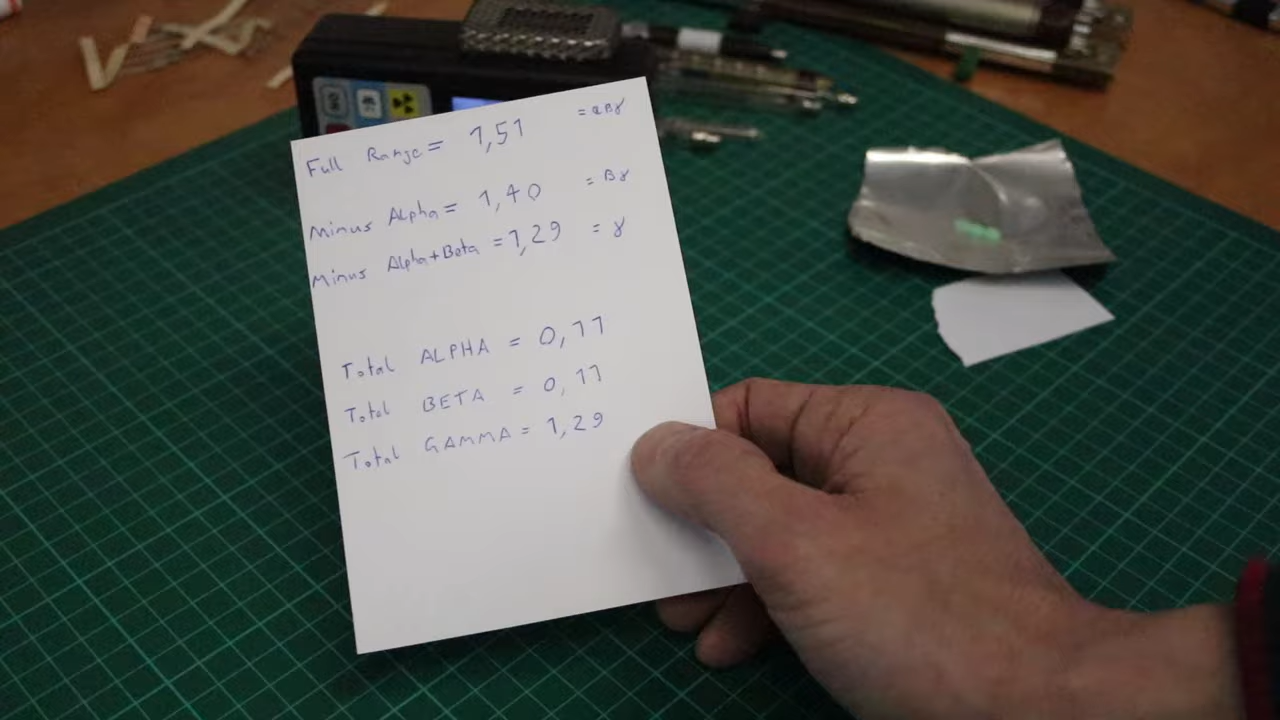 Full Range = 1,51 = αβγ
Minus Alpha = 1,40 = βγ
Minus Alpha+Beta = 1,29 = γ
Total ALPHA = 0,11
Total BETA = 0,11
Total GAMMA = 1,29